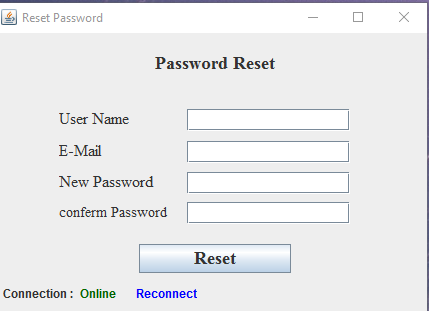 Reset Password
Password Reset
User Name
E-Mail
New Password
conferm Password
Reset
Connection : Online Reconnect